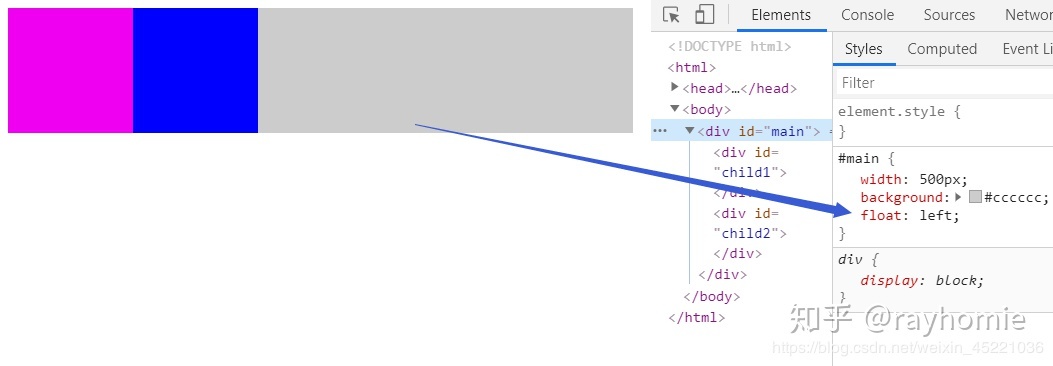 Elements Console Sources Networ
<!DOCTYPE html>
<html>
▶<head>…</head>
▼<body>
••• ▼<div id="main"> =
<div id=
"child1">
</div>
<div id=
"child2">
</div>
</div>
</body>
</html>
Styles Computed Event Li
Filter
element.style {
}
#main {
width: 500px;
background:▶ #cccccc;
float: left;
}
div {
display: block;
}
知乎 @rayhomie
https://blog.csdn.net/weixin_45221036